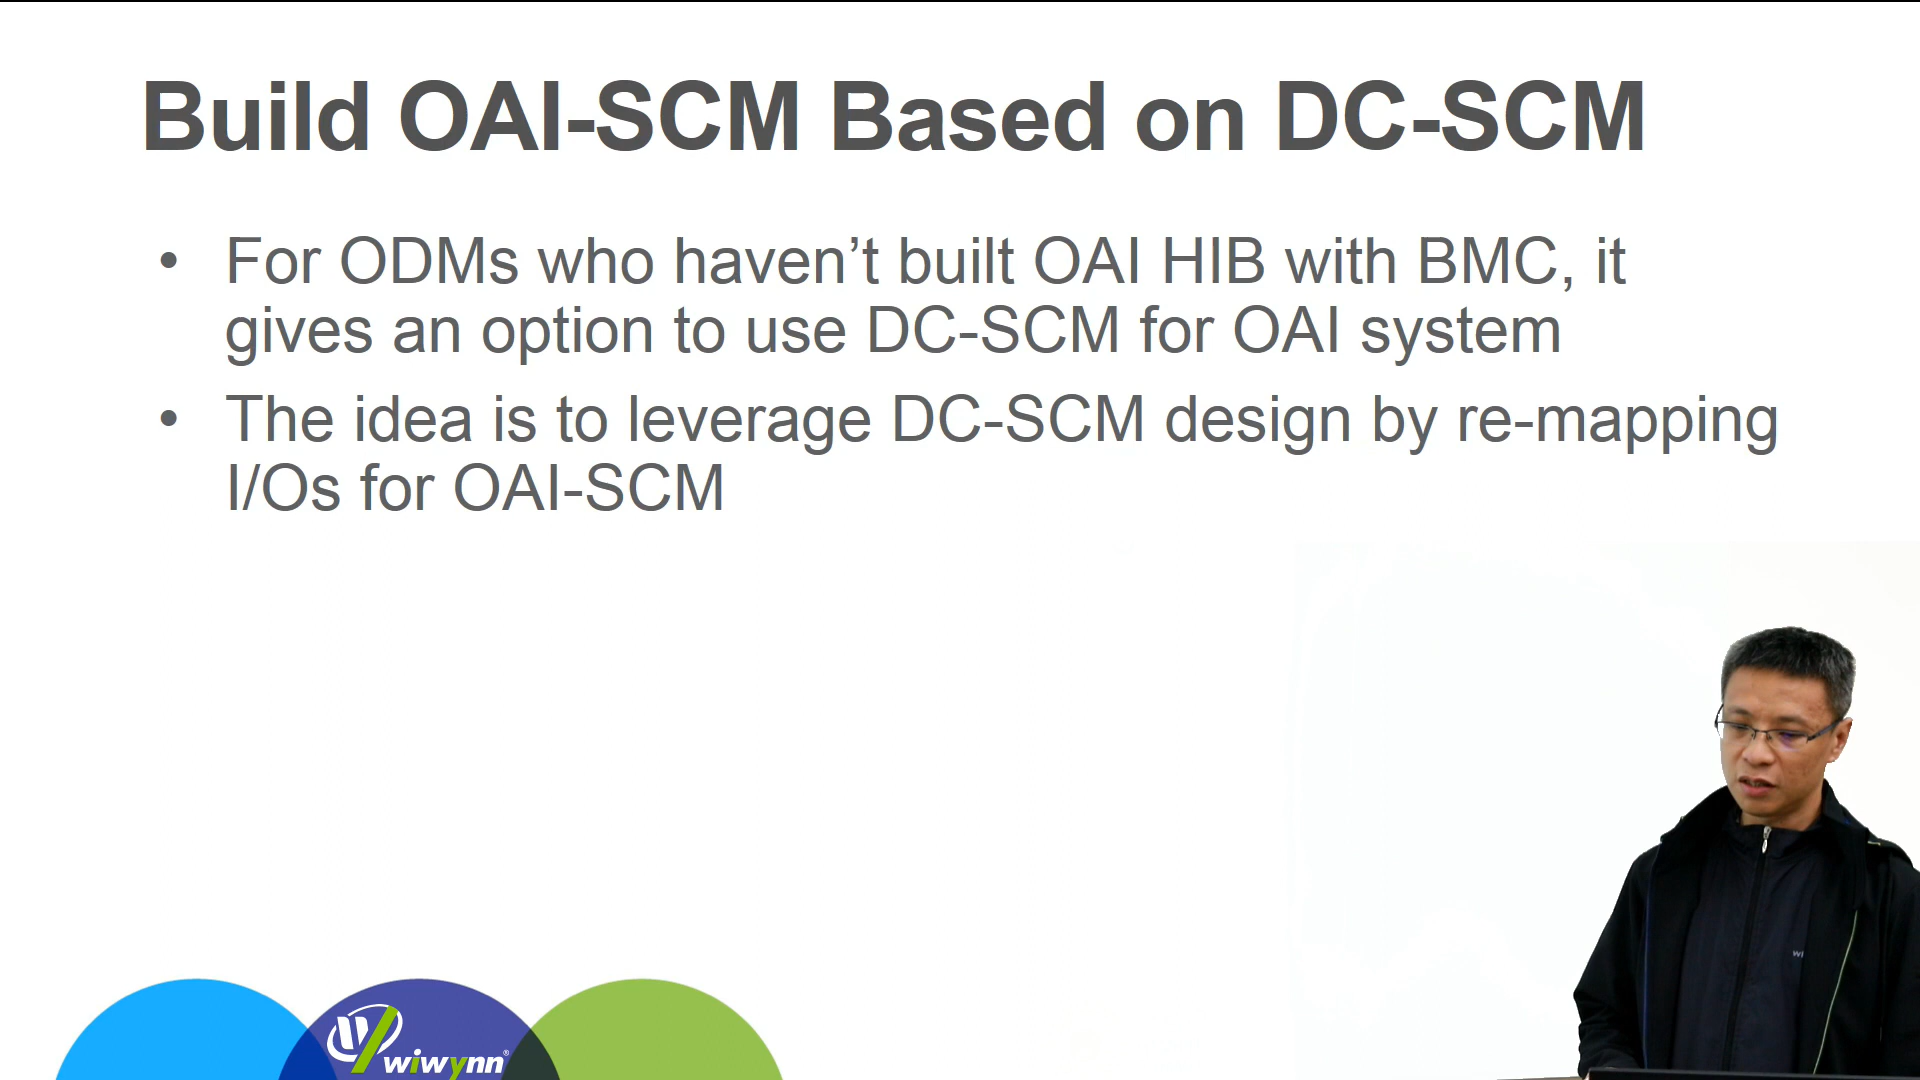 Build OAI-SCM Based on DC-SCM
• For ODMs who haven’t built OAI HIB with BMC, it
gives an option to use DC-SCM for OAI system
• The idea is to leverage DC-SCM design by re-mapping
I/Os for OAI-SCM
wiwynn®
wi